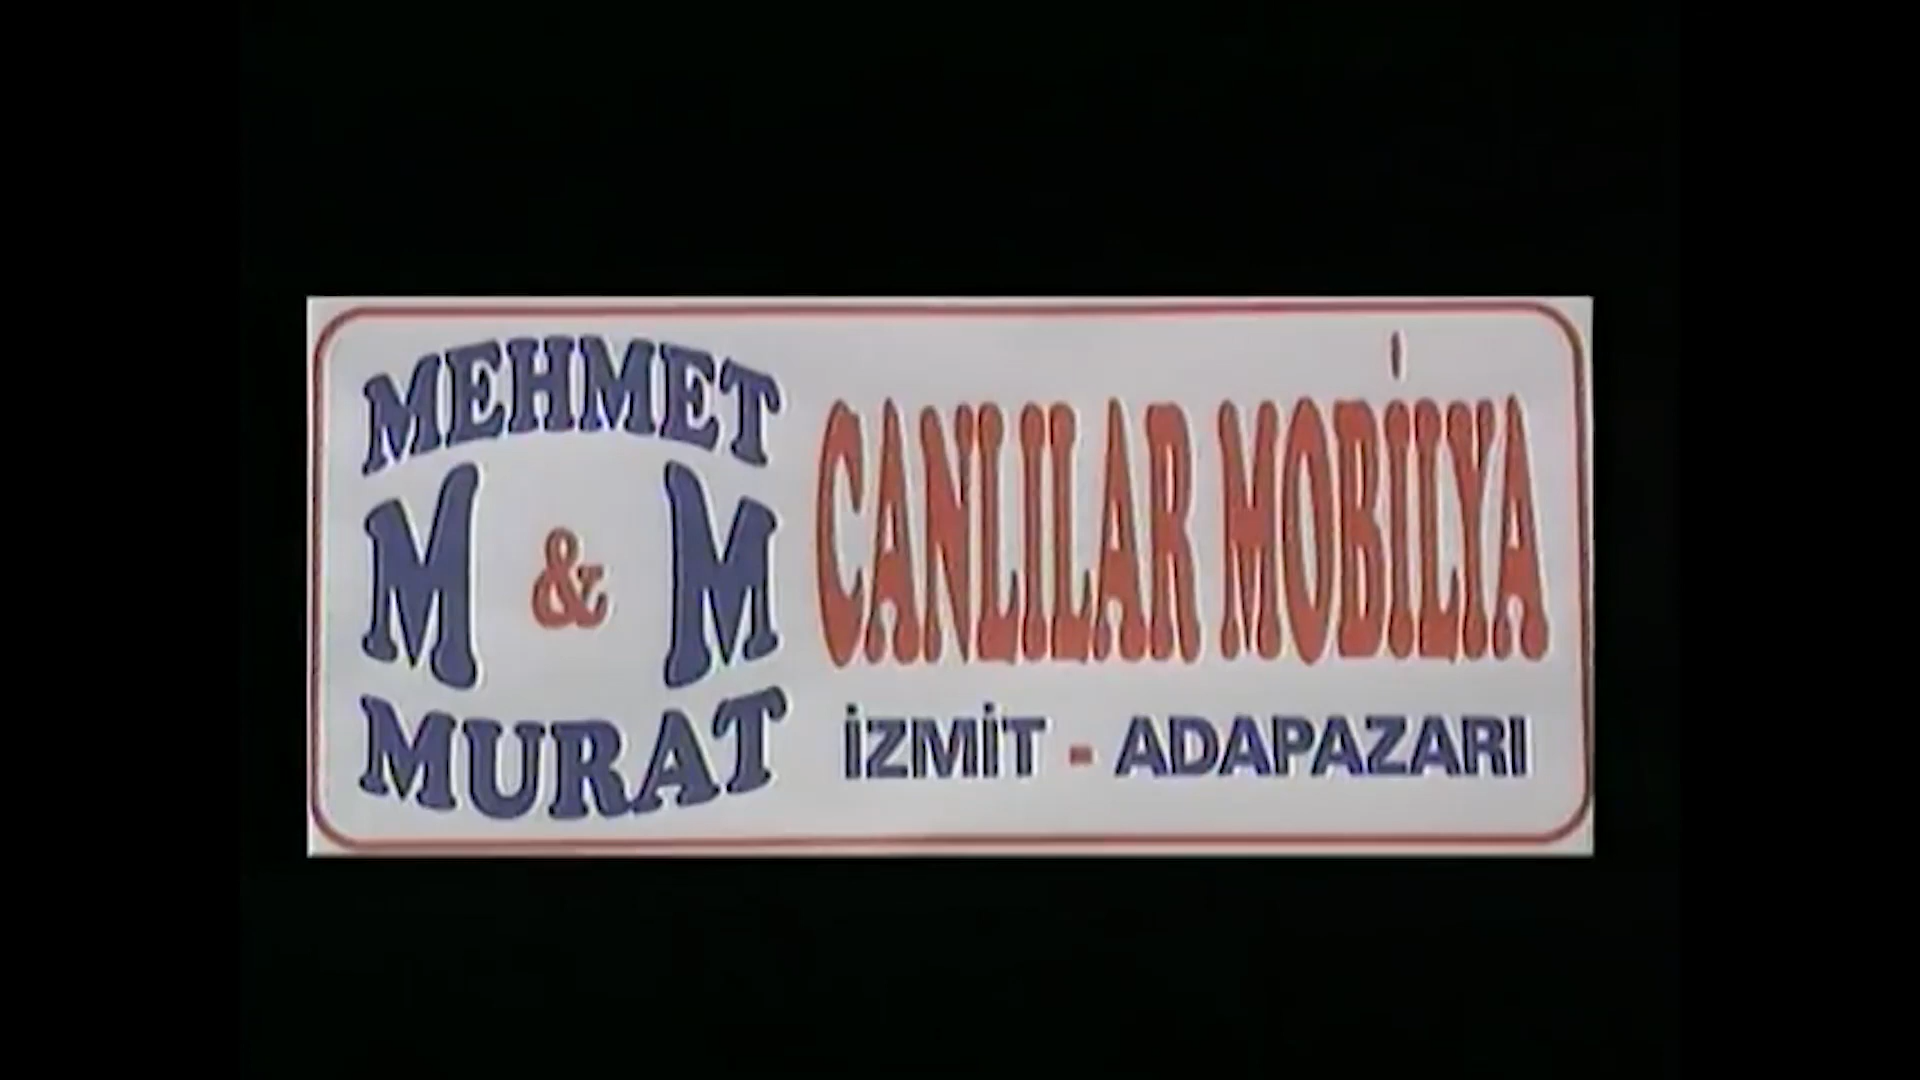 MEHMET
M & M
MURAT
CANLILAR MOBİLYA
İZMİT - ADAPAZARI